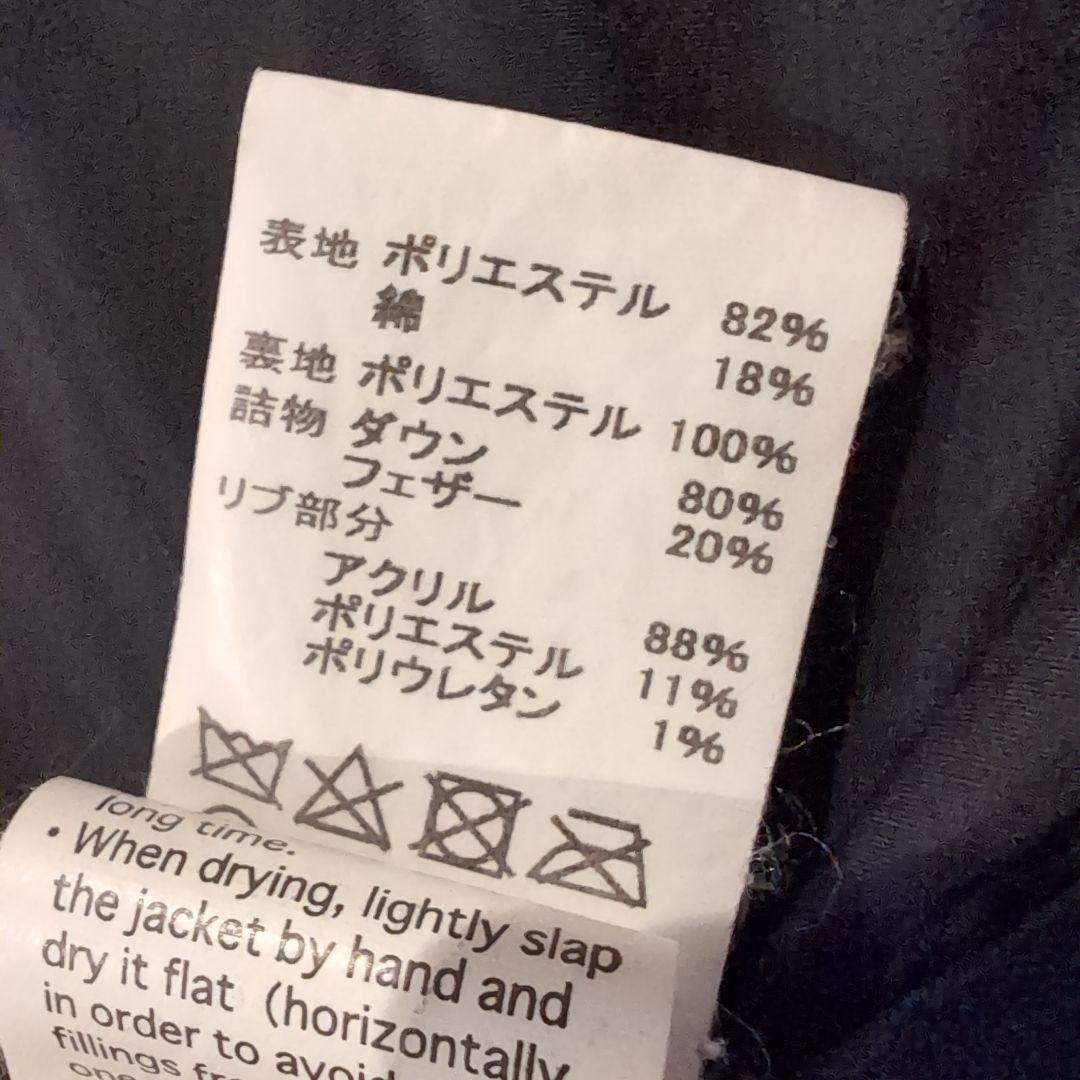 表地 ポリエステル 82%
綿 18%
裏地 ポリエステル 100%
詰物 ダウン 80%
フェザー 20%
リブ部分
アクリル 88%
ポリエステル 11%
ポリウレタン 1%
long time.
・When drying, lightly slap
the jacket by hand and
dry it flat (horizontally
in order to avoid
fillings